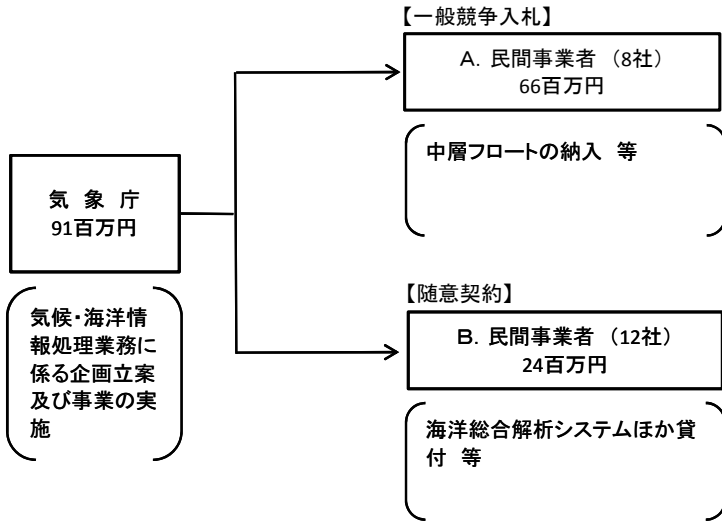 【一般競争入札】
A. 民間事業者 （8社）
66百万円
中層フロートの納入 等
気 象 庁
91百万円
気候・海洋情
報処理業務に
係る企画立案
及び事業の実
施
【随意契約】
B. 民間事業者 （12社）
24百万円
海洋総合解析システムほか貸
付 等